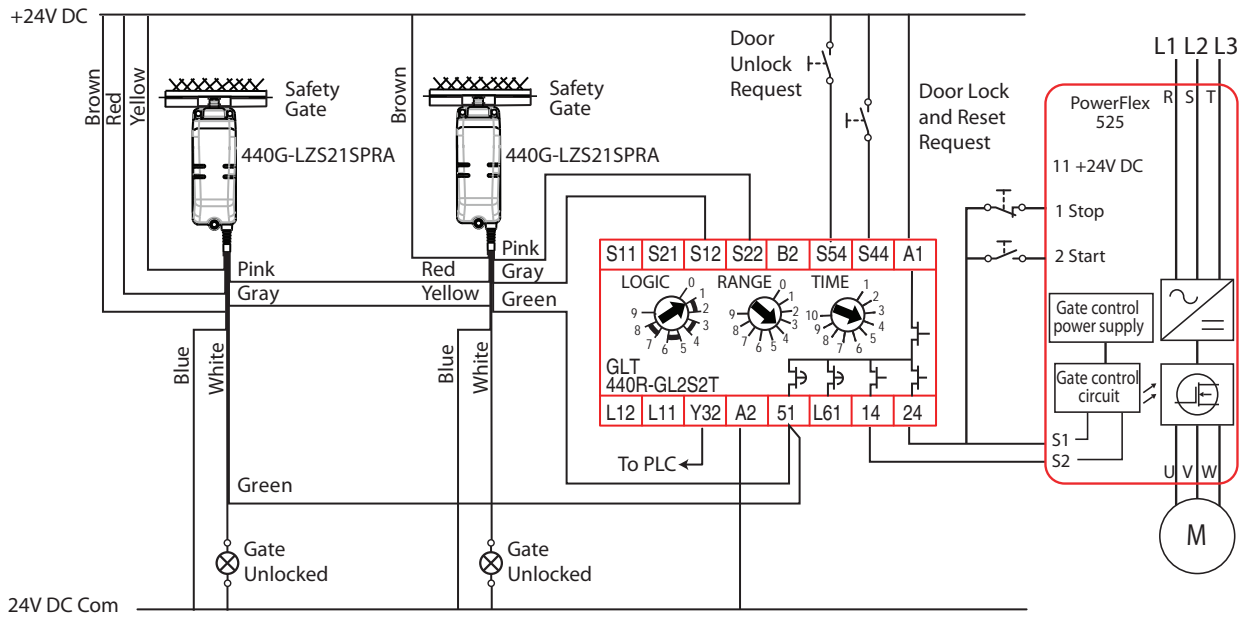 +24V DC
Brown
Red
Yellow
Safety
Gate
440G-LZS21SPRA
Brown
Safety
Gate
440G-LZS21SPRA
Door
Unlock
Request
Door Lock
and Reset
Request
L1 L2 L3
R S T
PowerFlex
525
11 +24V DC
1 Stop
2 Start
Gate control
power supply
Gate control
circuit
S1
S2
U V W
M
Pink
Gray
Red
Yellow
Pink
Gray
Green
Blue
White
Blue
White
Green
S11 S21 S12 S22 B2 S54 S44 A1
LOGIC
0 1 2 3 4 5 6 7 8 9
RANGE
0 1 2 3 4 5 6 7 8 9
TIME
1 2 3 4 5 6 7 8 9 10
GLT
440R-GL2S2T
L12 L11 Y32 A2 51 L61 14 24
To PLC
Gate
Unlocked
Gate
Unlocked
24V DC Com